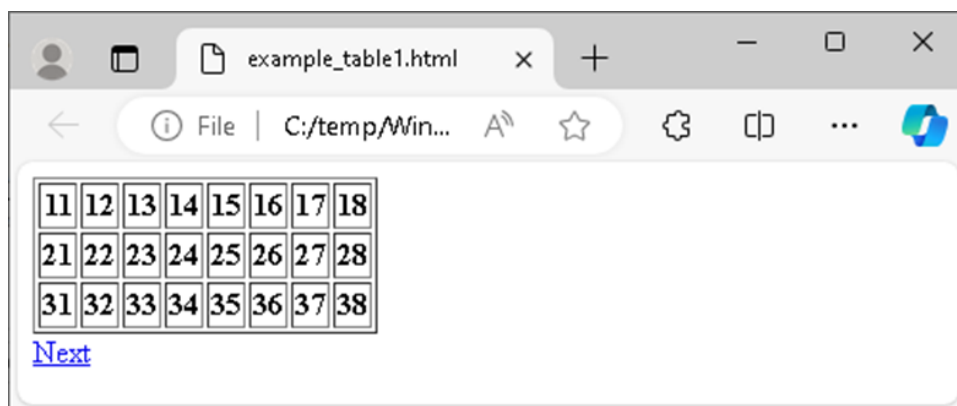 example_table1.html
File | C:/temp/Win...
11 12 13 14 15 16 17 18
21 22 23 24 25 26 27 28
31 32 33 34 35 36 37 38
Next